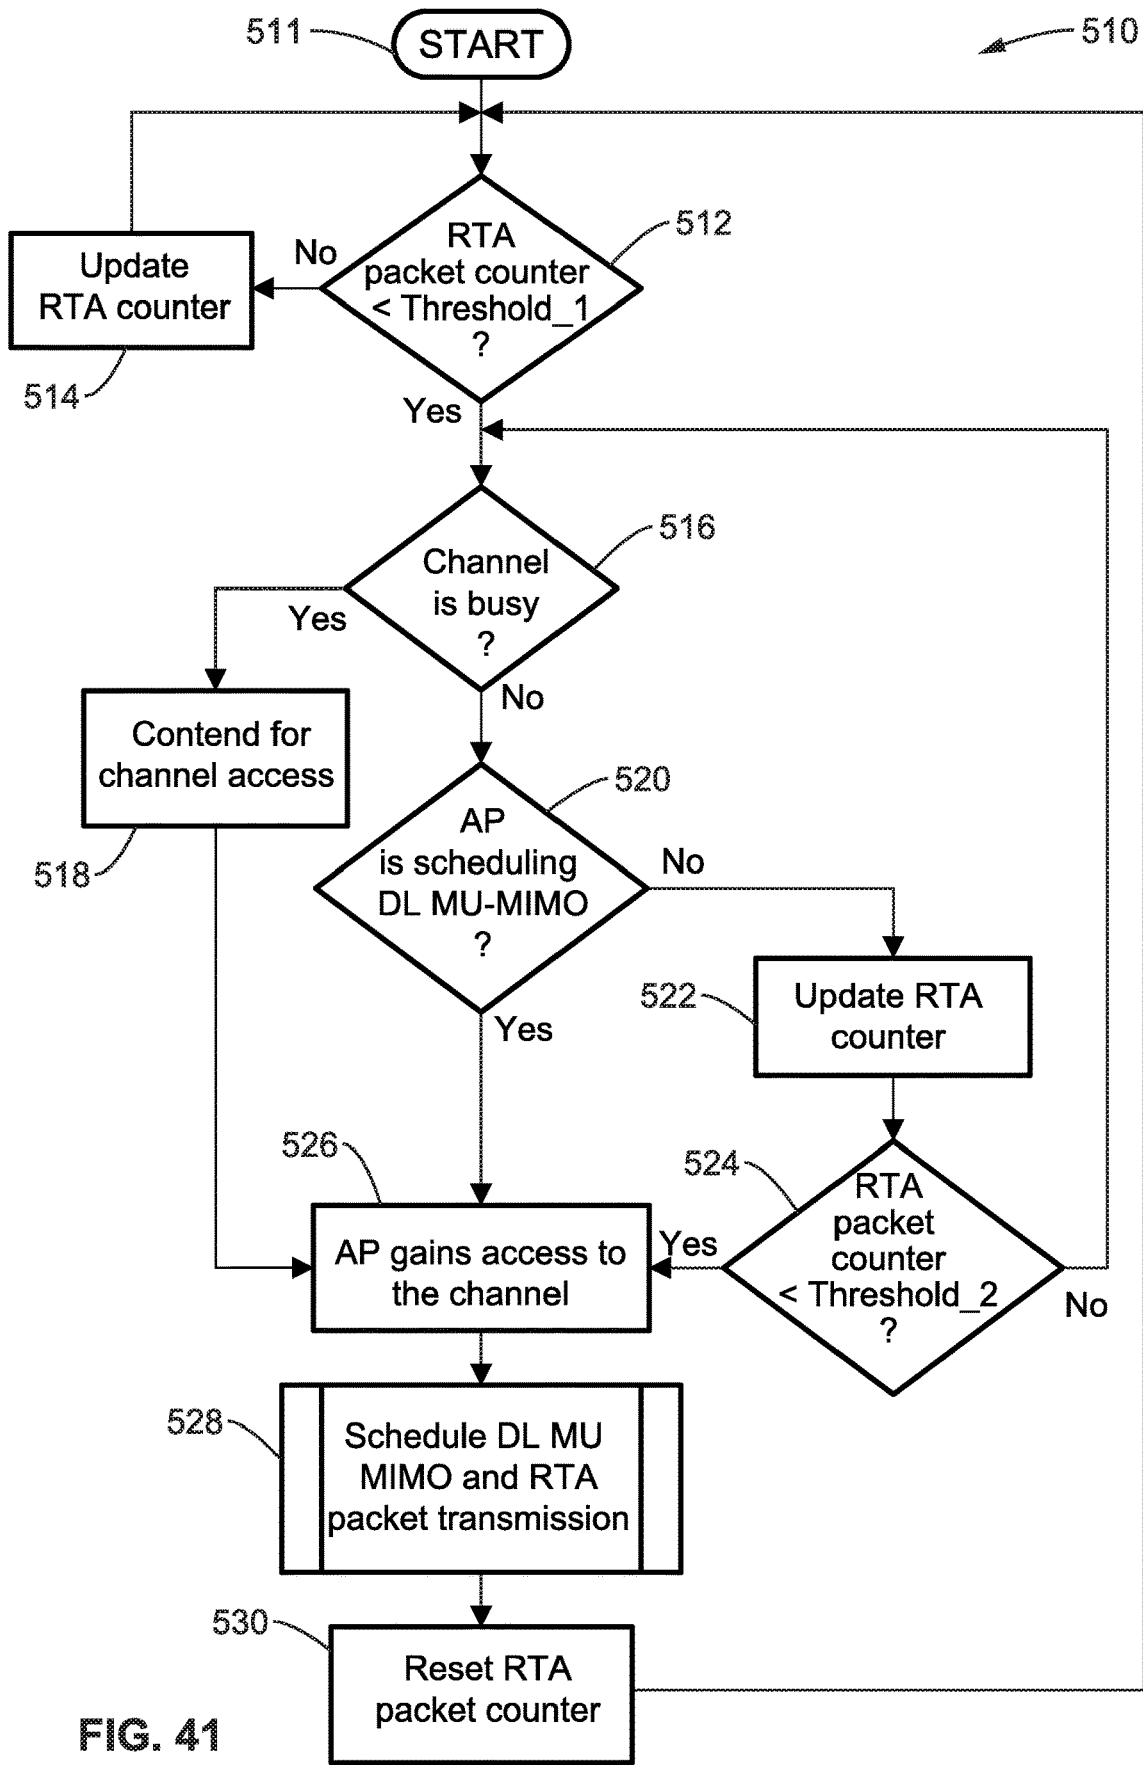 511
START
510
512
RTA
packet counter
< Threshold_1
?
No
Update
RTA counter
514
Yes
516
Channel
is busy
?
Yes
No
Contend for
channel access
518
520
AP
is scheduling
DL MU-MIMO
?
No
Yes
522
Update RTA
counter
526
524
RTA
packet
counter
< Threshold_2
?
Yes
No
AP gains access to
the channel
528
Schedule DL MU
MIMO and RTA
packet transmission
530
Reset RTA
packet counter
FIG. 41